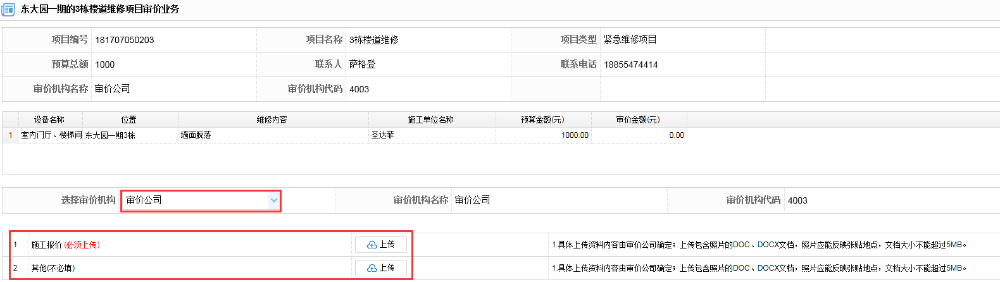 东大园一期的3栋楼道维修项目审价业务
项目编号 181707050203 项目名称 3栋楼道维修 项目类型 紧急维修项目
预算总额 1000 联系人 萨格登 联系电话 18855474414
审价机构名称 审价公司 审价机构代码 4003
设备名称 位置 维修内容 施工单位名称 预算金额(元) 审价金额(元)
1 室内门厅、楼梯间 东大园一期3栋 墙面脱落 圣达菲 1000.00 0.00
选择审价机构 审价公司 审价机构名称 审价公司 审价机构代码 4003
1 施工报价 (必须上传) 上传 1.具体上传资料内容由审价公司确定；上传包含照片的DOC、DOCX文档，照片应能反映张贴地点，文档大小不能超过5MB。
2 其他(不必填) 上传 1.具体上传资料内容由审价公司确定；上传包含照片的DOC、DOCX文档，照片应能反映张贴地点，文档大小不能超过5MB。